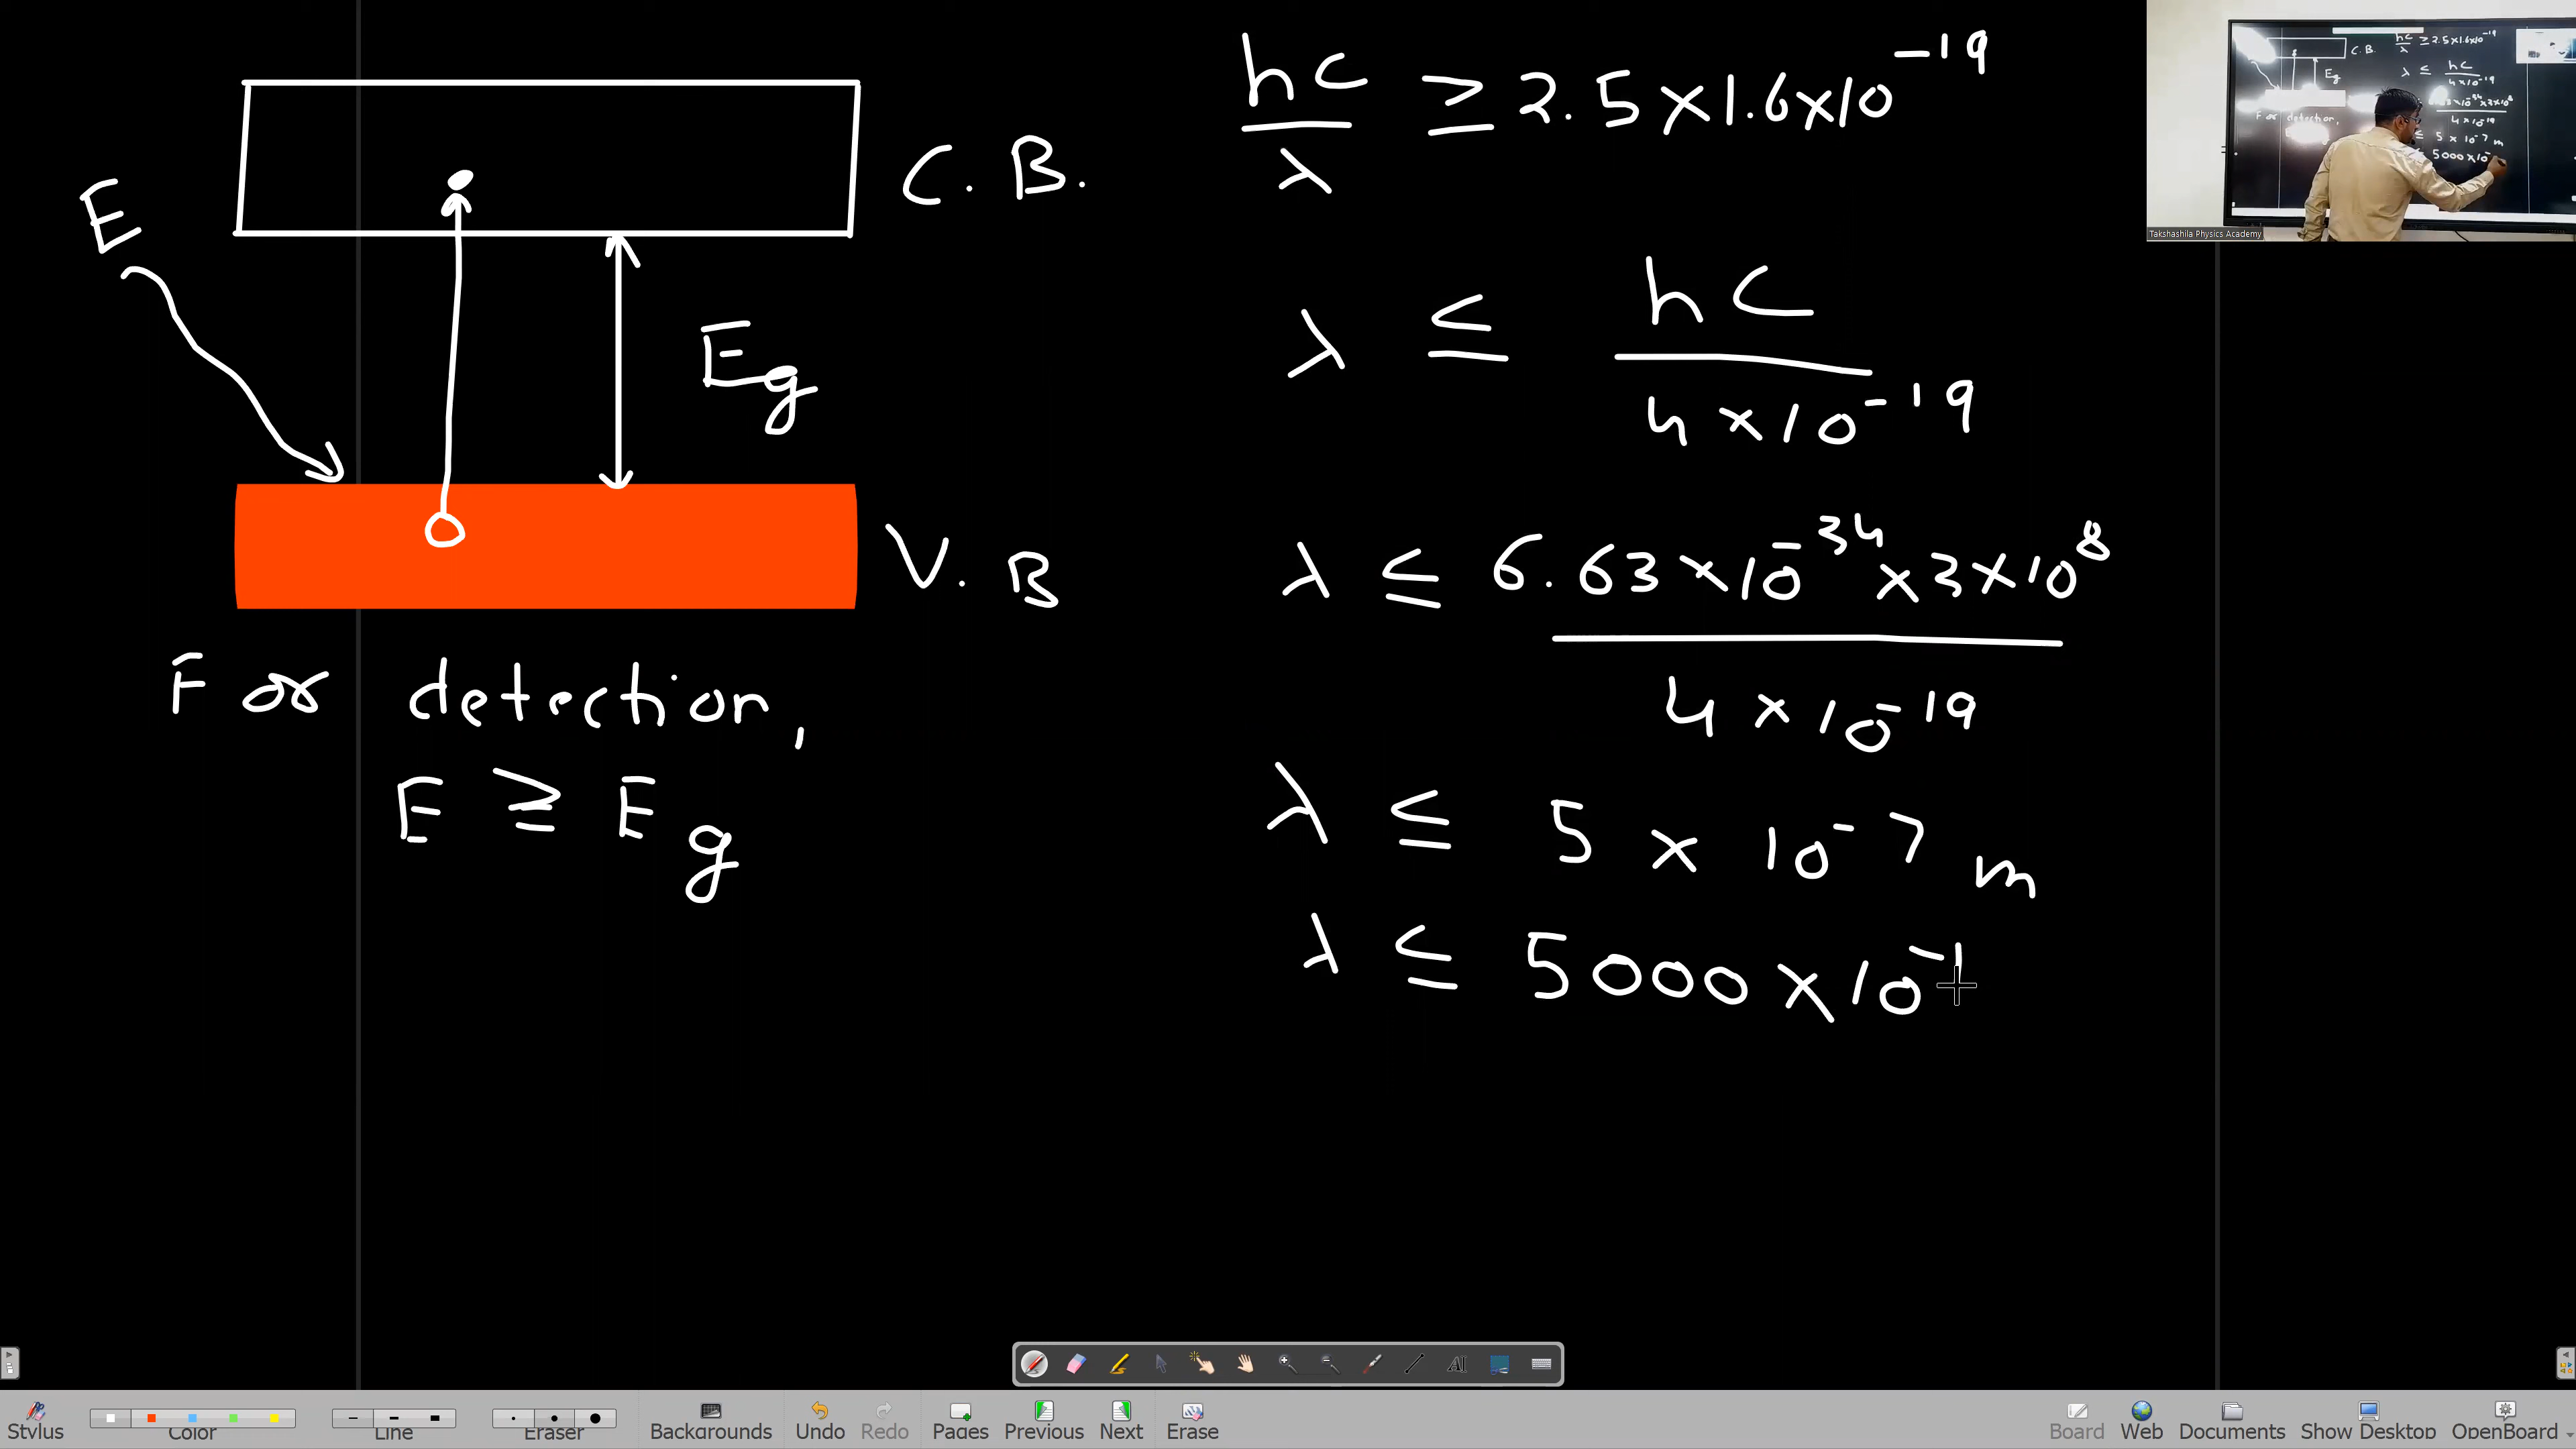 hc/λ ≥ 2.5×1.6×10⁻¹⁹
C.B.
E
Eg
λ ≤ hC/4×10⁻¹⁹
V.B
λ ≤ 6.63×10⁻³⁴×3×10⁸/4×10⁻¹⁹
For detection,
E ≥ Eg
λ ≤ 5 × 10⁻⁷ m
λ ≤ 5000×10⁻¹
Takshashila Physics Academy
Stylus Color Line Eraser Backgrounds Undo Redo Pages Previous Next Erase Board Web Documents Show Desktop OpenBoard